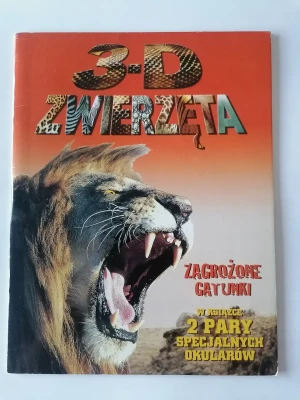 3-D
ZWIERZĘTA
ZAGROŻONE
GATUNKI
W KSIĄŻCE
2 PARY
SPECJALNYCH
OKULARÓW